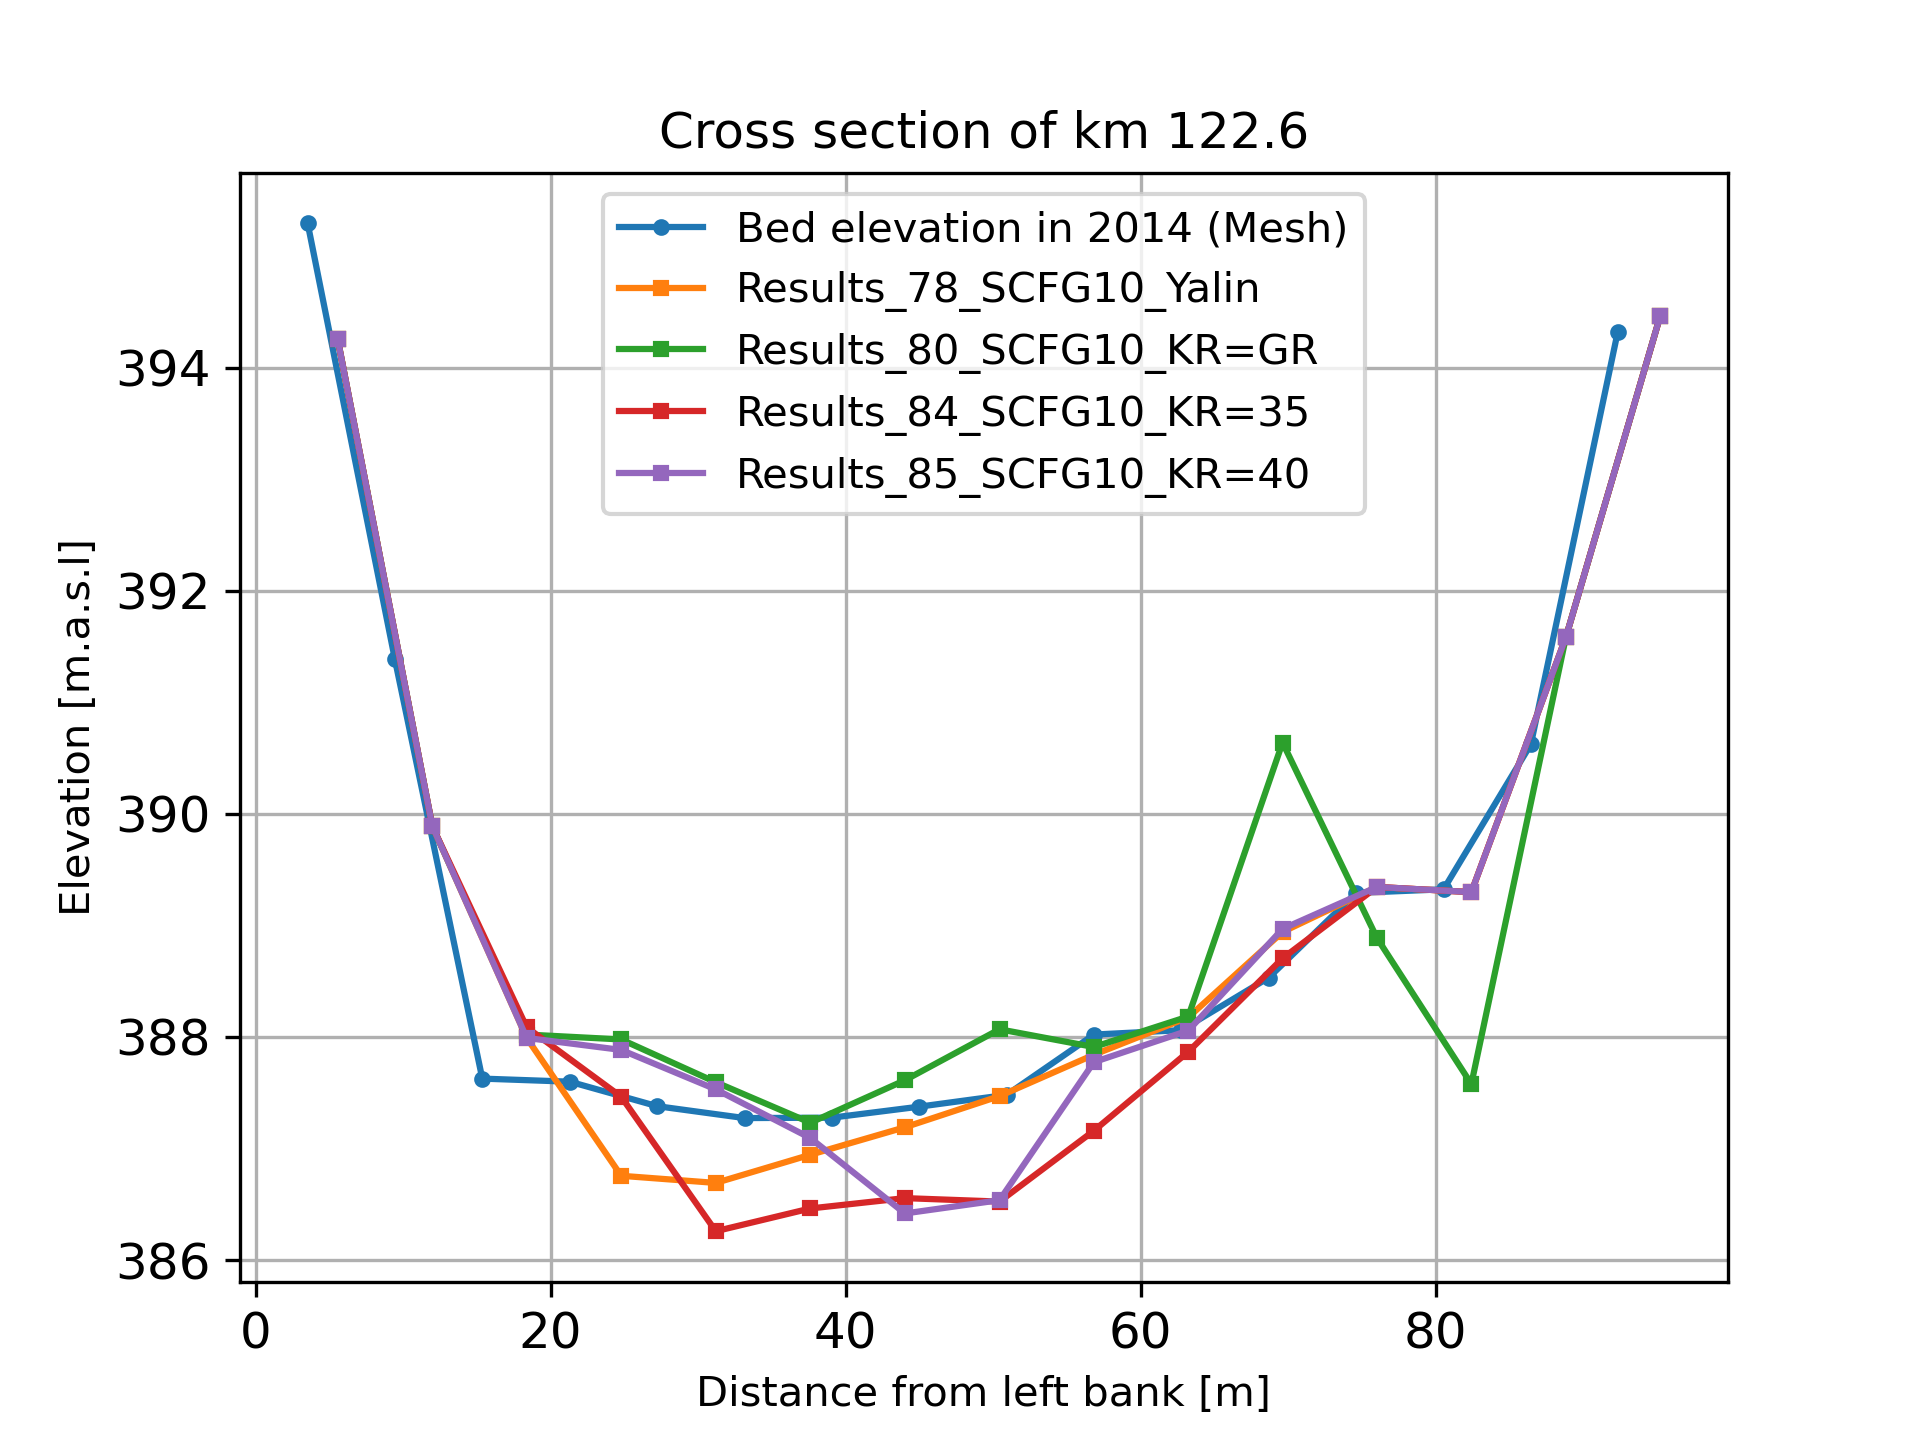 Cross section of km 122.6
Bed elevation in 2014 (Mesh)
Results_78_SCFG10_Yalin
Results_80_SCFG10_KR=GR
Results_84_SCFG10_KR=35
Results_85_SCFG10_KR=40
Elevation [m.a.s.l]
394
392
390
388
386
0 20 40 60 80
Distance from left bank [m]